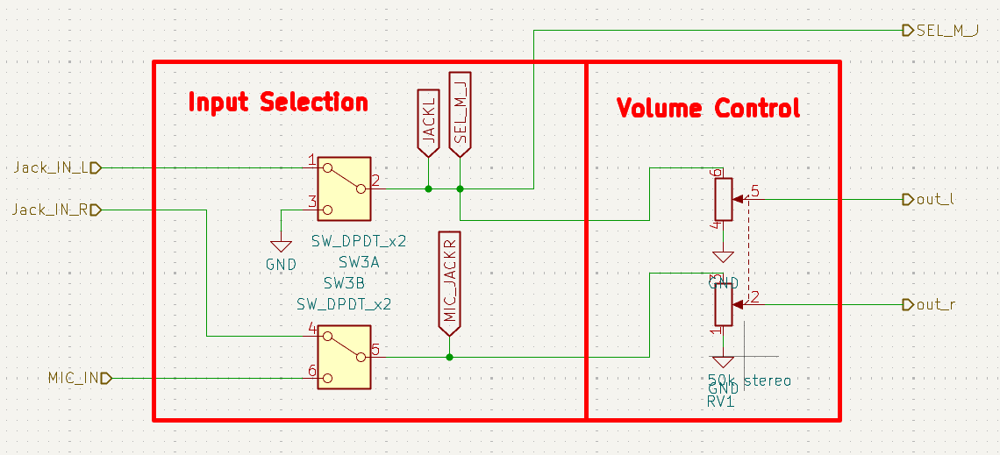 SEL_M_J
Input Selection
Volume Control
JACKL
SEL_M_J
Jack_IN_L
1
2
3
6
5
4
out_l
Jack_IN_R
GND
SW_DPDT_x2
SW3A
SW3B
SW_DPDT_x2
MIC_JACKR
GND
3
2
1
out_r
4
5
6
MIC_IN
50k stereo
GND
RV1